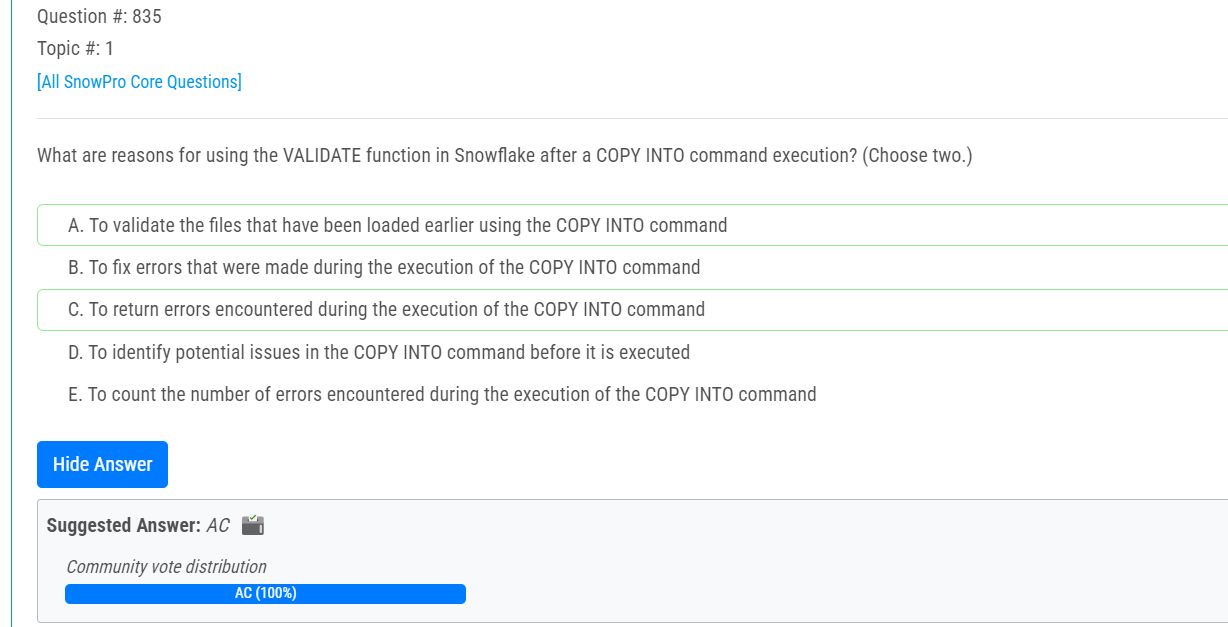 Question #: 835
Topic #: 1
[All SnowPro Core Questions]
What are reasons for using the VALIDATE function in Snowflake after a COPY INTO command execution? (Choose two.)
A. To validate the files that have been loaded earlier using the COPY INTO command
B. To fix errors that were made during the execution of the COPY INTO command
C. To return errors encountered during the execution of the COPY INTO command
D. To identify potential issues in the COPY INTO command before it is executed
E. To count the number of errors encountered during the execution of the COPY INTO command
Hide Answer
Suggested Answer: AC
Community vote distribution
AC (100%)